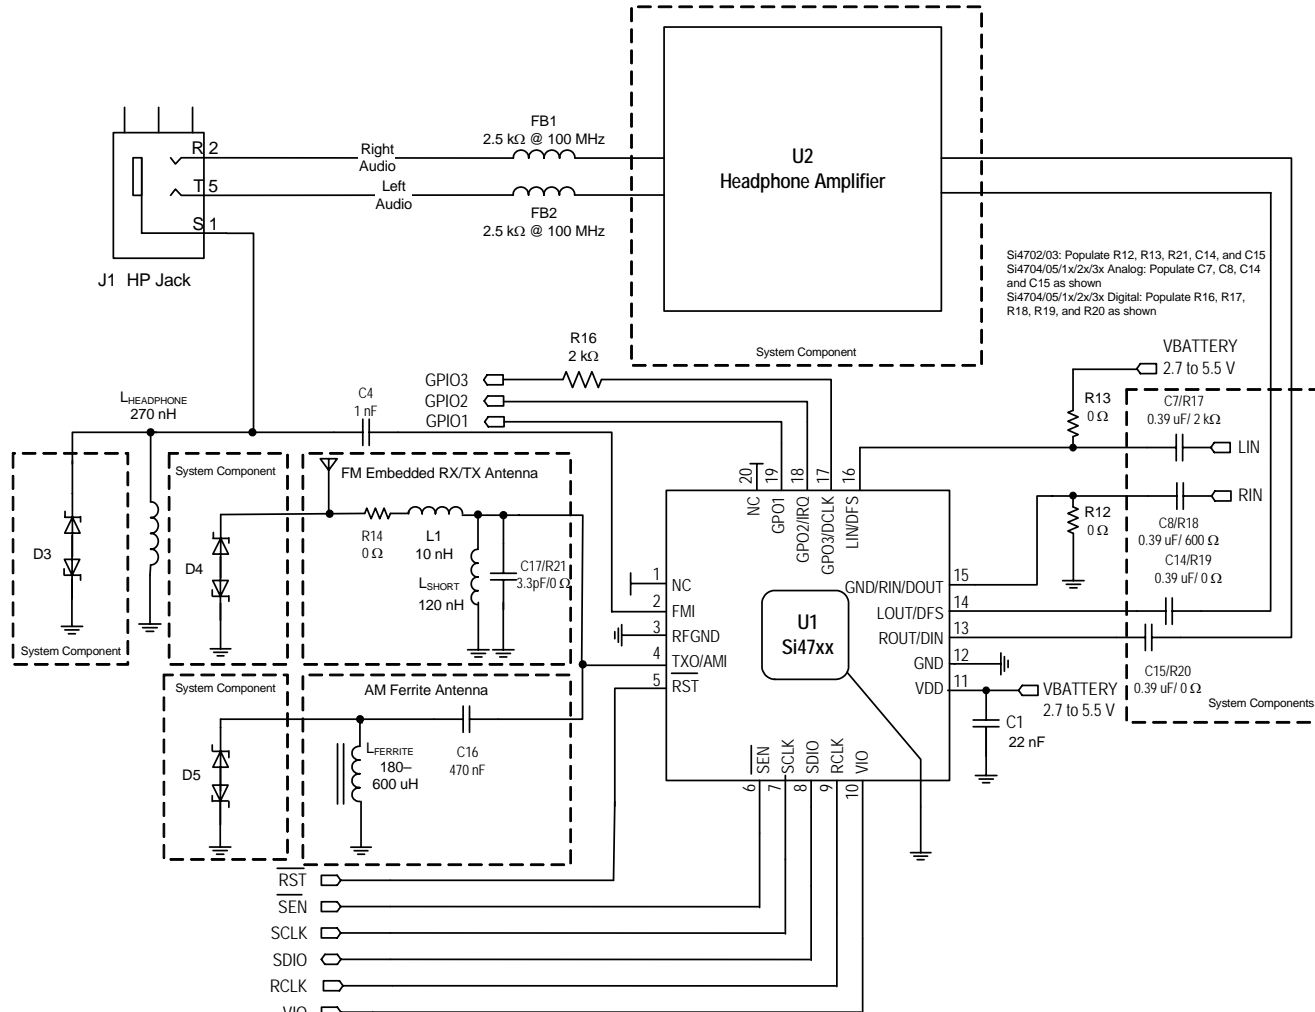 FB1
2.5 kΩ @ 100 MHz
R 2
Right
Audio
U2
Headphone Amplifier
T 5
Left
Audio
FB2
2.5 kΩ @ 100 MHz
S 1
J1 HP Jack
Si4702/03: Populate R12, R13, R21, C14, and C15
Si4704/05/1x/2x/3x Analog: Populate C7, C8, C14
and C15 as shown
Si4704/05/1x/2x/3x Digital: Populate R16, R17,
R18, R19, and R20 as shown
System Component
R16
2 kΩ
VBATTERY
2.7 to 5.5 V
GPIO3
GPIO2
GPIO1
LHEADPHONE
270 nH
C4
1 nF
R13
0 Ω
C7/R17
0.39 uF/ 2 kΩ
LIN
System Component
FM Embedded RX/TX Antenna
RIN
R12
0 Ω
C8/R18
0.39 uF/ 600 Ω
C14/R19
0.39 uF/ 0 Ω
20
19
18
17
16
NC
GPO1
GPO2/IRQ
GPO3/DCLK
LIN/DFS
D3
D4
R14
0 Ω
L1
10 nH
LSHORT
120 nH
C17/R21
3.3pF/0 Ω
1 NC
2 FMI
3 RFGND
4 TXO/AMI
5 RST
U1
Si47xx
GND/RIN/DOUT 15
LOUT/DFS 14
ROUT/DIN 13
GND 12
VDD 11
System Component
C15/R20
0.39 uF/ 0 Ω
System Components
VBATTERY
2.7 to 5.5 V
C1
22 nF
System Component
AM Ferrite Antenna
D5
LFERRITE
180–
600 uH
C16
470 nF
SEN
SCLK
SDIO
RCLK
VIO
6
7
8
9
10
RST
SEN
SCLK
SDIO
RCLK
VIO